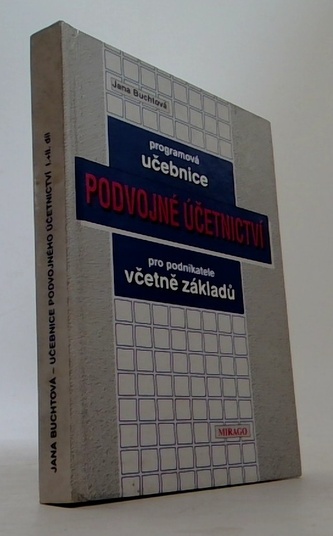 Jana Buchtová
programová
učebnice
PODVOJNÉ ÚČETNICTVÍ
pro podnikatele
včetně základů
MIRAGO
JANA BUCHTOVÁ – UČEBNICE PODVOJNÉHO ÚČETNICTVÍ I.+II. díl